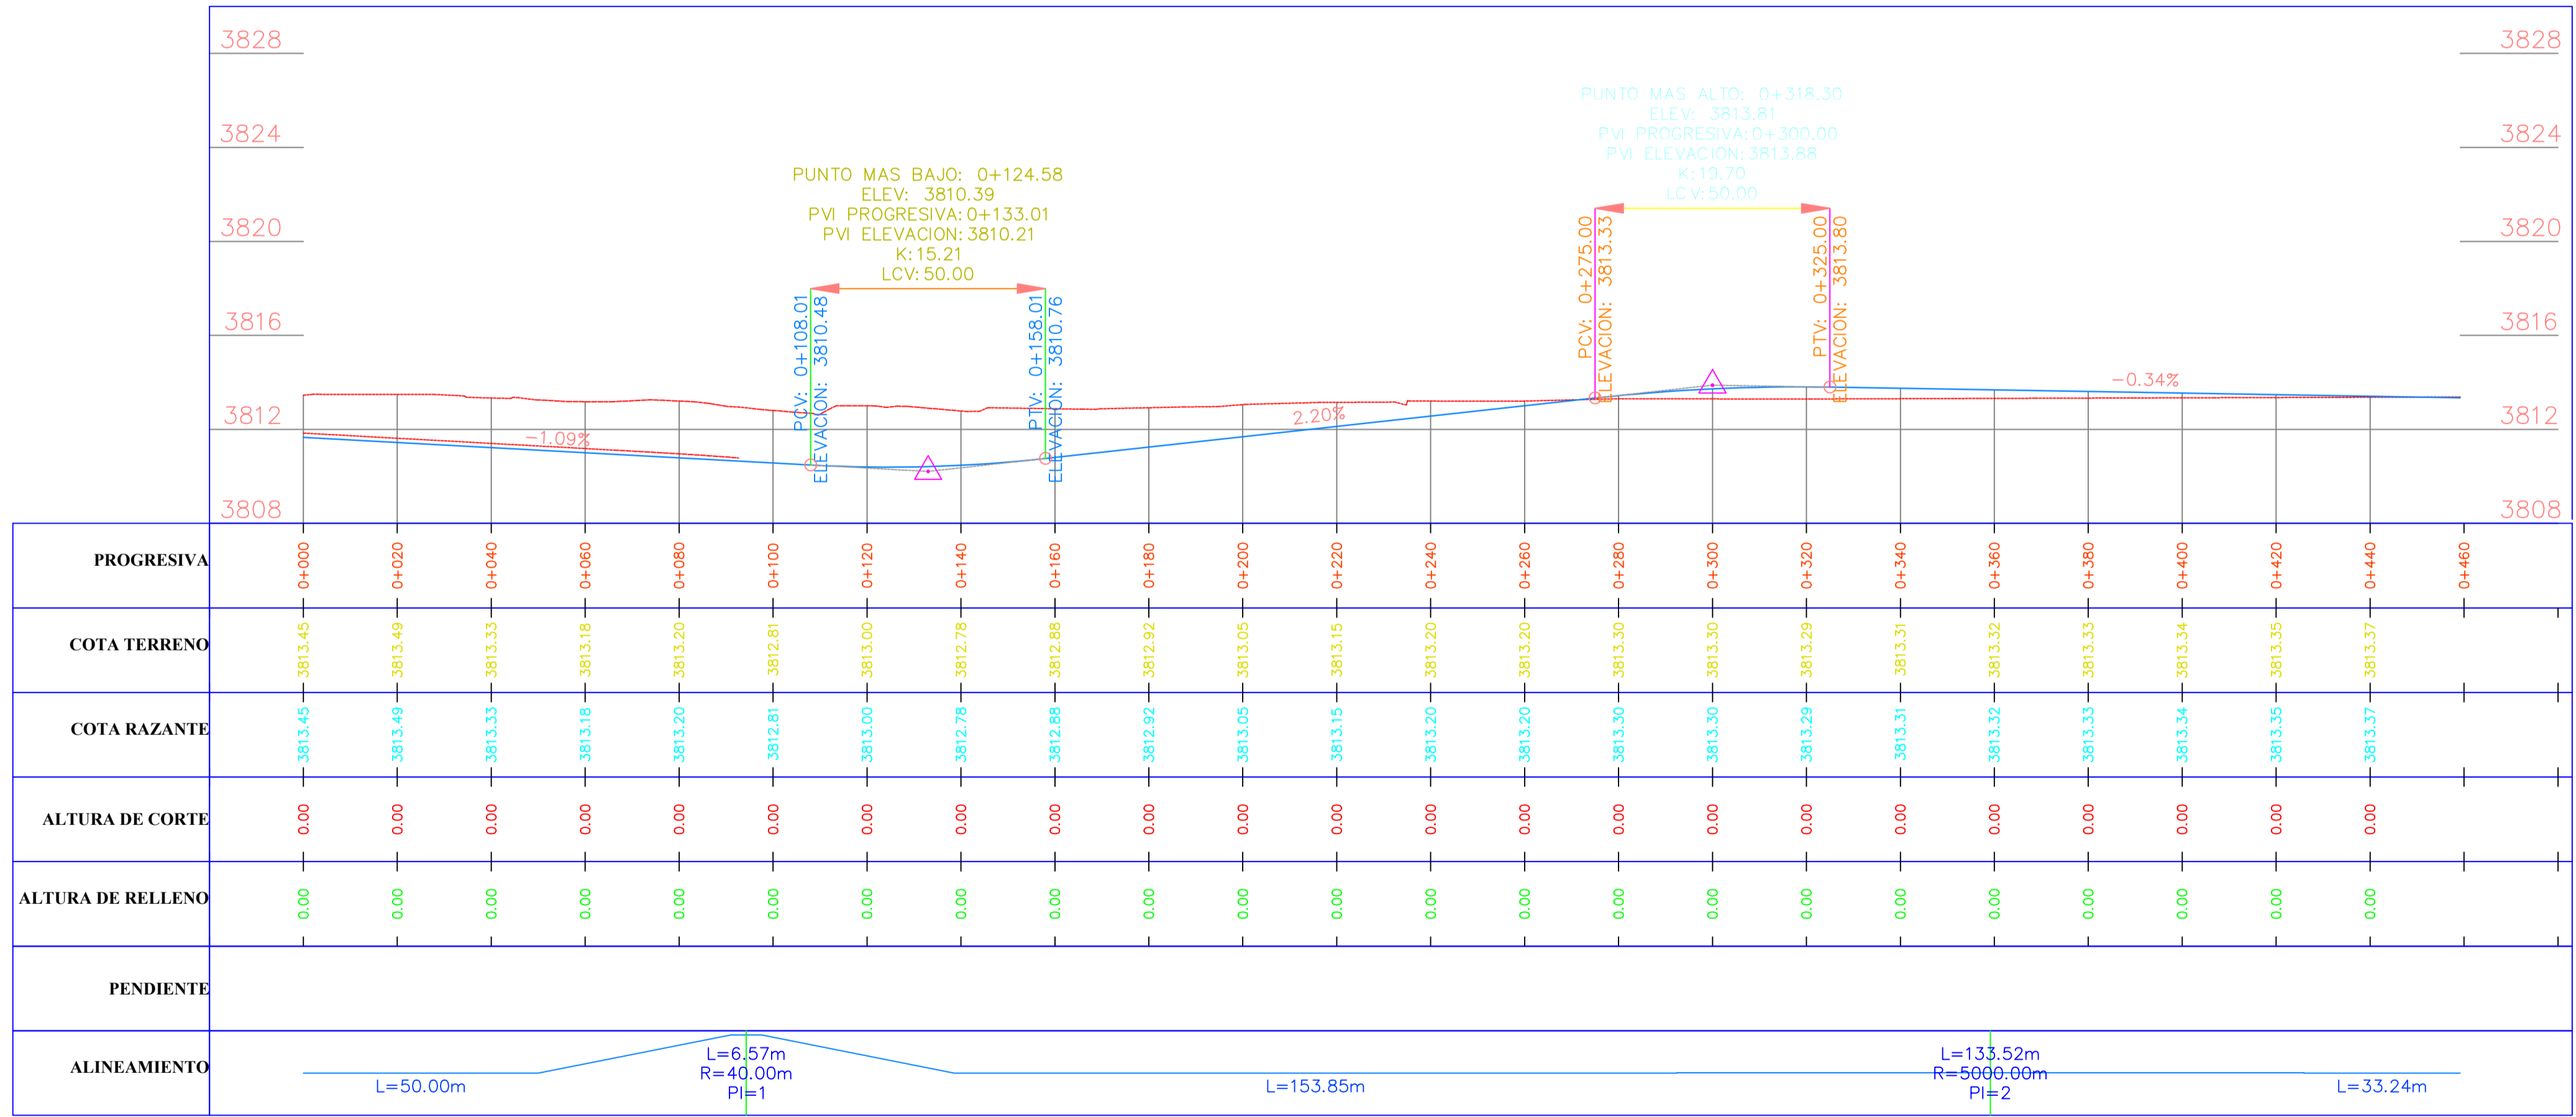 3828 3828
PUNTO MAS ALTO: 0+318.30
ELEV: 3813.81
PVI PROGRESIVA:0+300.00
PVI ELEVACION:3813.88
K:19.70
LCV:50.00
3824 3824
PUNTO MAS BAJO: 0+124.58
ELEV: 3810.39
PVI PROGRESIVA:0+133.01
PVI ELEVACION:3810.21
K:15.21
LCV:50.00
3820 3820
PCV: 0+108.01
ELEVACION: 3810.48
PTV: 0+158.01
ELEVACION: 3810.76
PCV: 0+275.00
ELEVACION: 3813.33
PTV: 0+325.00
ELEVACION: 3813.80
3816 3816
-1.09%
2.20%
-0.34%
3812 3812
3808 3808
PROGRESIVA 0+000 0+020 0+040 0+060 0+080 0+100 0+120 0+140 0+160 0+180 0+200 0+220 0+240 0+260 0+280 0+300 0+320 0+340 0+360 0+380 0+400 0+420 0+440 0+460
COTA TERRENO 3813.45 3813.49 3813.33 3813.18 3813.20 3812.81 3813.00 3812.78 3812.88 3812.92 3813.05 3813.15 3813.20 3813.20 3813.30 3813.30 3813.29 3813.31 3813.32 3813.33 3813.34 3813.35 3813.37
COTA RAZANTE 3813.45 3813.49 3813.33 3813.18 3813.20 3812.81 3813.00 3812.78 3812.88 3812.92 3813.05 3813.15 3813.20 3813.20 3813.30 3813.30 3813.29 3813.31 3813.32 3813.33 3813.34 3813.35 3813.37
ALTURA DE CORTE 0.00 0.00 0.00 0.00 0.00 0.00 0.00 0.00 0.00 0.00 0.00 0.00 0.00 0.00 0.00 0.00 0.00 0.00 0.00 0.00 0.00 0.00 0.00
ALTURA DE RELLENO 0.00 0.00 0.00 0.00 0.00 0.00 0.00 0.00 0.00 0.00 0.00 0.00 0.00 0.00 0.00 0.00 0.00 0.00 0.00 0.00 0.00 0.00 0.00
PENDIENTE
ALINEAMIENTO
L=50.00m
L=6.57m
R=40.00m
PI=1
L=153.85m
L=133.52m
R=5000.00m
PI=2
L=33.24m